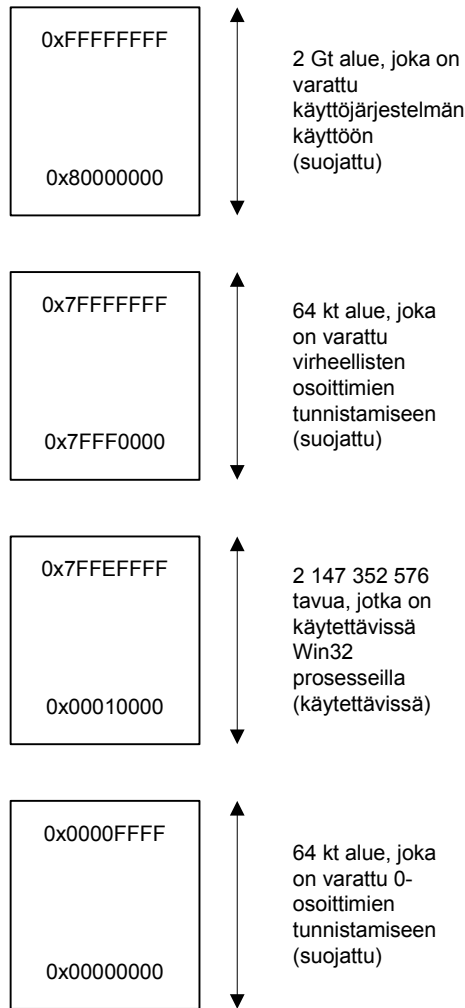 0xFFFFFFFF
0x80000000
2 Gt alue, joka on
varattu
käyttöjärjestelmän
käyttöön
(suojattu)
0x7FFFFFFF
0x7FFF0000
64 kt alue, joka
on varattu
virheellisten
osoittimien
tunnistamiseen
(suojattu)
0x7FFEFFFF
0x00010000
2 147 352 576
tavua, jotka on
käytettävissä
Win32
prosesseilla
(käytettävissä)
0x0000FFFF
0x00000000
64 kt alue, joka
on varattu 0-
osoittimien
tunnistamiseen
(suojattu)